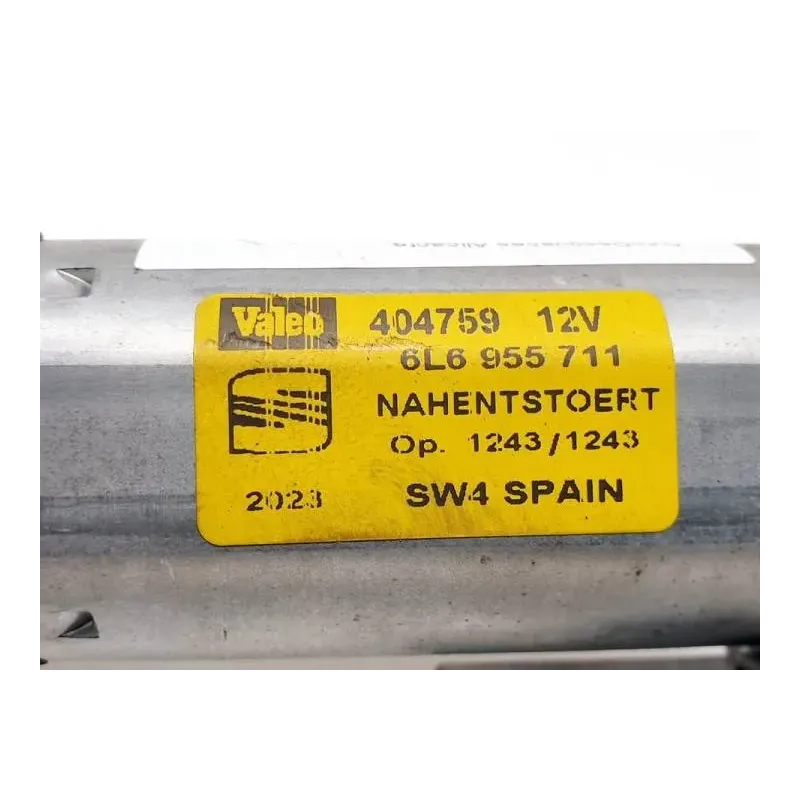 Valeo 404759 12V
6L6 955 711
NAHENTSTOERT
Op. 1243/1243
2023 SW4 SPAIN